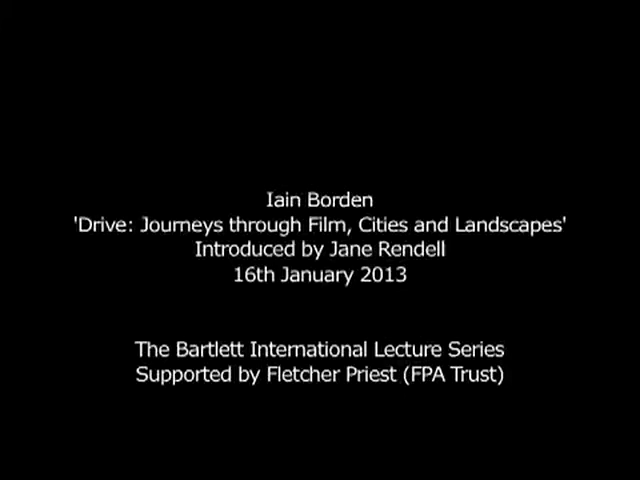 Iain Borden
'Drive: Journeys through Film, Cities and Landscapes'
Introduced by Jane Rendell
16th January 2013
The Bartlett International Lecture Series
Supported by Fletcher Priest (FPA Trust)